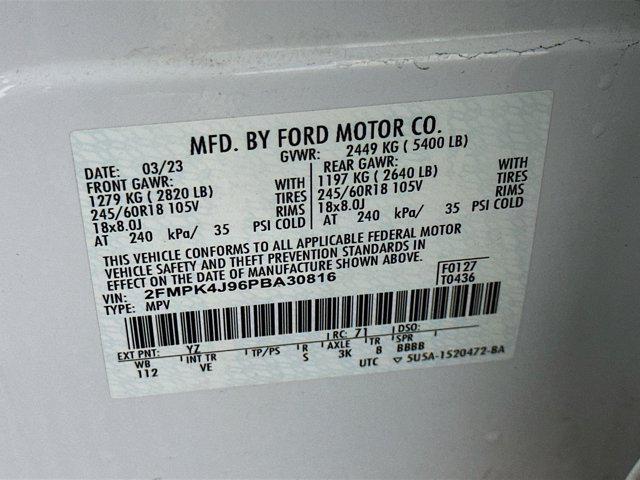 MFD. BY FORD MOTOR CO.
DATE: 03/23 GVWR: 2449 KG ( 5400 LB)
FRONT GAWR: REAR GAWR:
1279 KG ( 2820 LB) WITH 1197 KG ( 2640 LB) WITH
245/60R18 105V TIRES 245/60R18 105V TIRES
18x8.0J RIMS 18x8.0J RIMS
AT 240 kPa/ 35 PSI COLD AT 240 kPa/ 35 PSI COLD
THIS VEHICLE CONFORMS TO ALL APPLICABLE FEDERAL MOTOR
VEHICLE SAFETY AND THEFT PREVENTION STANDARDS IN
EFFECT ON THE DATE OF MANUFACTURE SHOWN ABOVE.
VIN: 2FMPK4J96PBA30816 F0127
TYPE: MPV T0436
EXT PNT: YZ RC: 71 DSO:
WB INT TR TP/PS R AXLE TR SPR
112 VE S 3K 8 BBBB
UTC ▽ 5U5A-1520472-BA